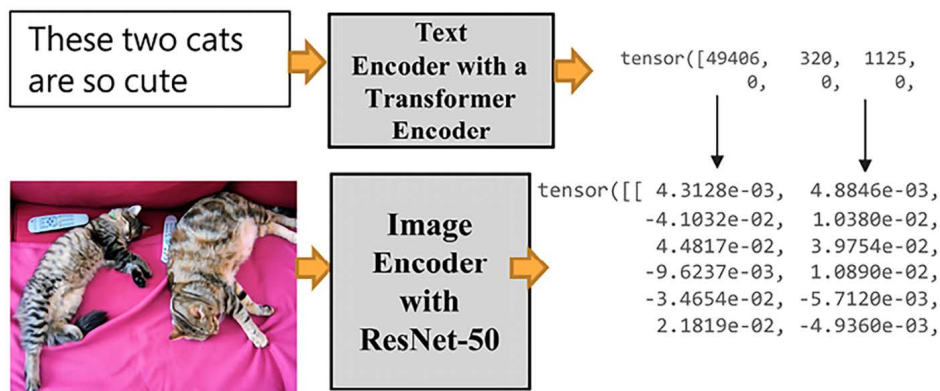 These two cats
are so cute
Text
Encoder with a
Transformer
Encoder
tensor([49406, 320, 1125,
0, 0, 0,
Image
Encoder
with
ResNet-50
tensor([[ 4.3128e-03, 4.8846e-03,
-4.1032e-02, 1.0380e-02,
4.4817e-02, 3.9754e-02,
-9.6237e-03, 1.0890e-02,
-3.4654e-02, -5.7120e-03,
2.1819e-02, -4.9360e-03,